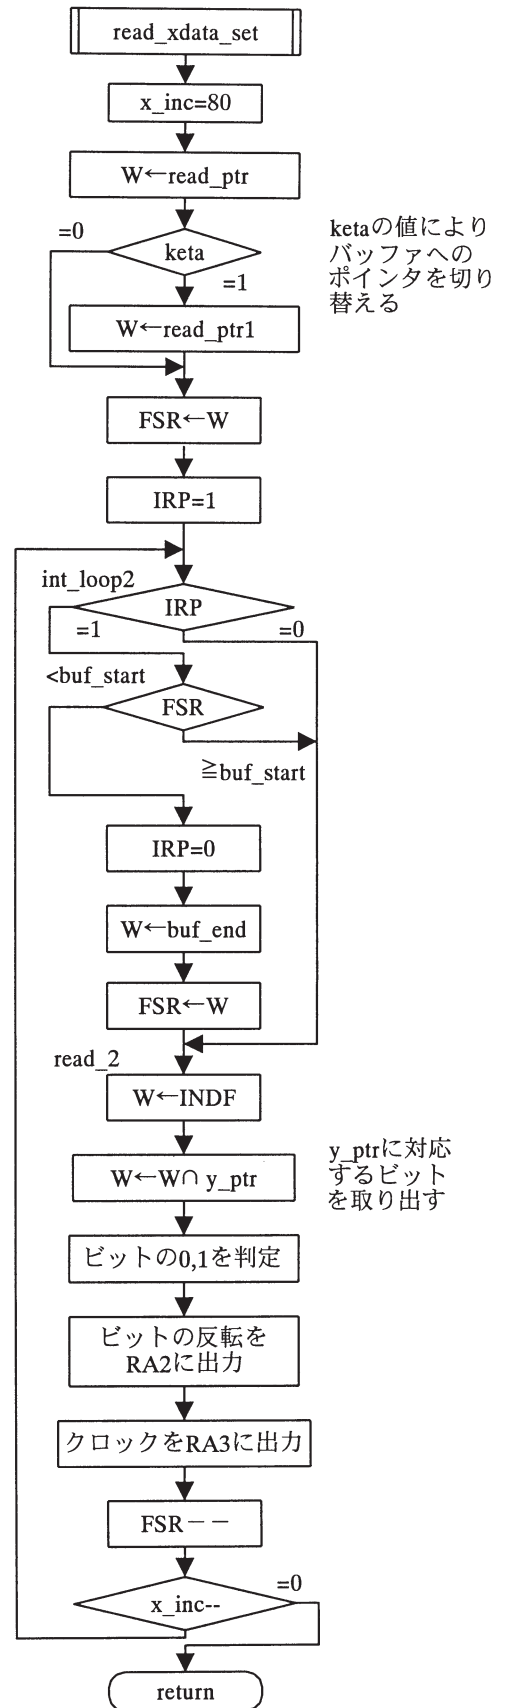 read_xdata_set
x_inc=80
W←read_ptr
=0
keta
=1
ketaの値により
バッファへの
ポインタを切り
替える
W←read_ptr1
FSR←W
IRP=1
int_loop2
IRP
=1
=0
<buf_start
FSR
≧buf_start
IRP=0
W←buf_end
FSR←W
read_2
W←INDF
W←W∩ y_ptr
y_ptrに対応
するビット
を取り出す
ビットの0,1を判定
ビットの反転を
RA2に出力
クロックをRA3に出力
FSR－－
=0
x_inc--
return